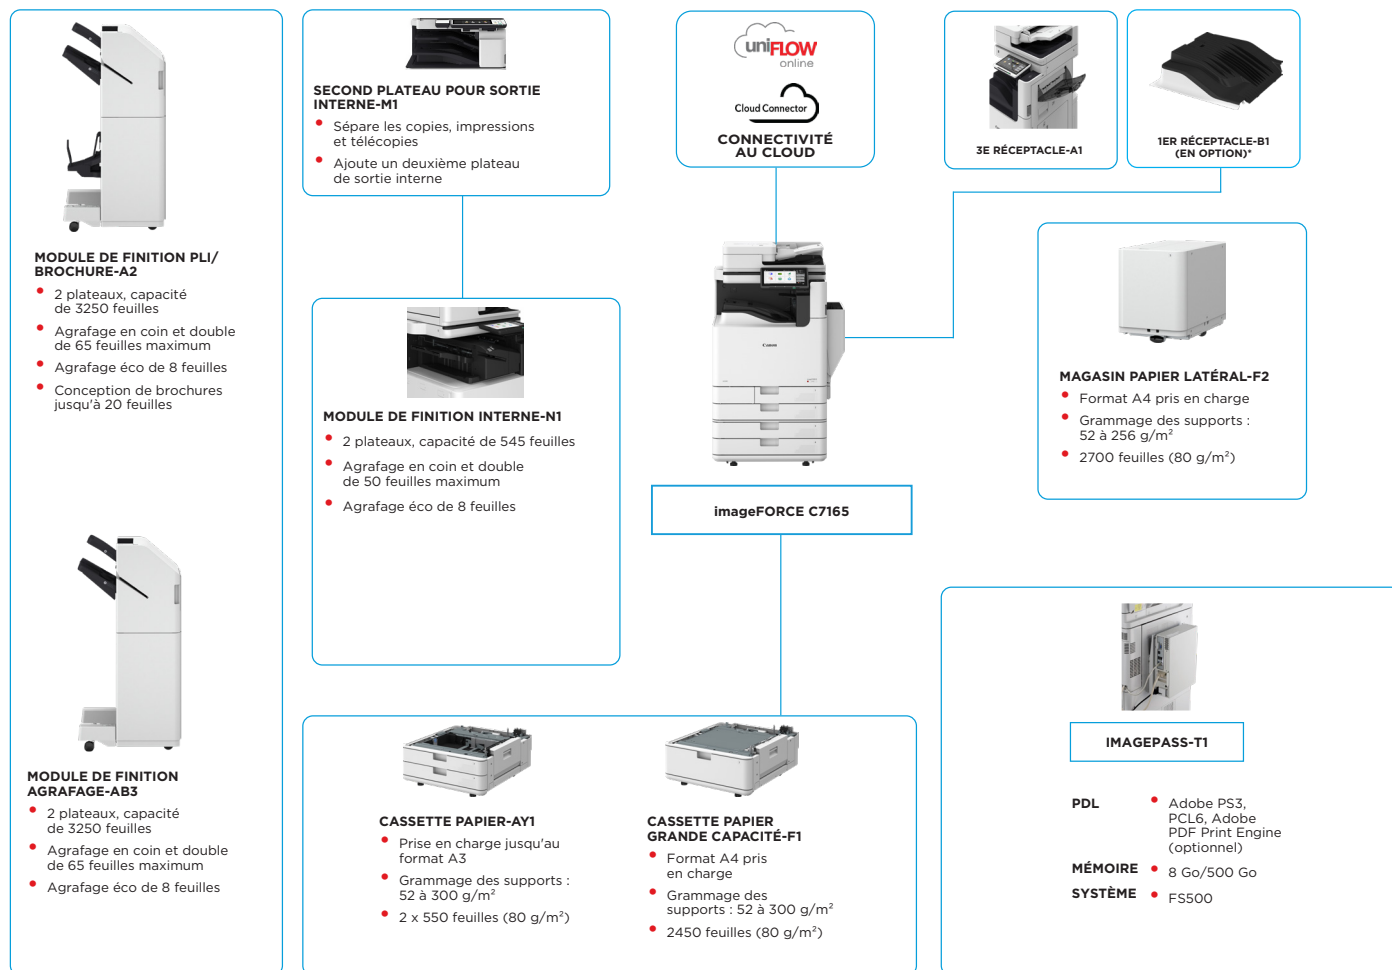 MODULE DE FINITION PLI/
BROCHURE-A2
2 plateaux, capacité
de 3250 feuilles
Agrafage en coin et double
de 65 feuilles maximum
Agrafage éco de 8 feuilles
Conception de brochures
jusqu'à 20 feuilles
MODULE DE FINITION
AGRAFAGE-AB3
2 plateaux, capacité
de 3250 feuilles
Agrafage en coin et double
de 65 feuilles maximum
Agrafage éco de 8 feuilles
SECOND PLATEAU POUR SORTIE
INTERNE-M1
Sépare les copies, impressions
et télécopies
Ajoute un deuxième plateau
de sortie interne
MODULE DE FINITION INTERNE-N1
2 plateaux, capacité de 545 feuilles
Agrafage en coin et double
de 50 feuilles maximum
Agrafage éco de 8 feuilles
uniFLOW
online
Cloud Connector
CONNECTIVITÉ
AU CLOUD
3E RÉCEPTACLE-A1
1ER RÉCEPTACLE-B1
(EN OPTION)*
Canon
imageFORCE C7165
MAGASIN PAPIER LATÉRAL-F2
Format A4 pris en charge
Grammage des supports :
52 à 256 g/m²
2700 feuilles (80 g/m²)
CASSETTE PAPIER-AY1
Prise en charge jusqu'au
format A3
Grammage des supports :
52 à 300 g/m²
2 x 550 feuilles (80 g/m²)
CASSETTE PAPIER
GRANDE CAPACITÉ-F1
Format A4 pris
en charge
Grammage des
supports : 52 à 300 g/m²
2450 feuilles (80 g/m²)
IMAGEPASS-T1
PDL
Adobe PS3,
PCL6, Adobe
PDF Print Engine
(optionnel)
MÉMOIRE
8 Go/500 Go
SYSTÈME
FS500